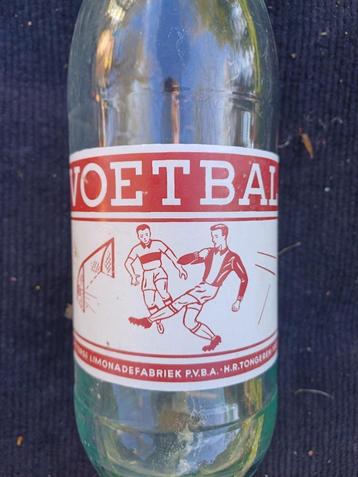 VOETBAL
LIMONADEFABRIEK P.V.B.A. · H.R. TONGEREN